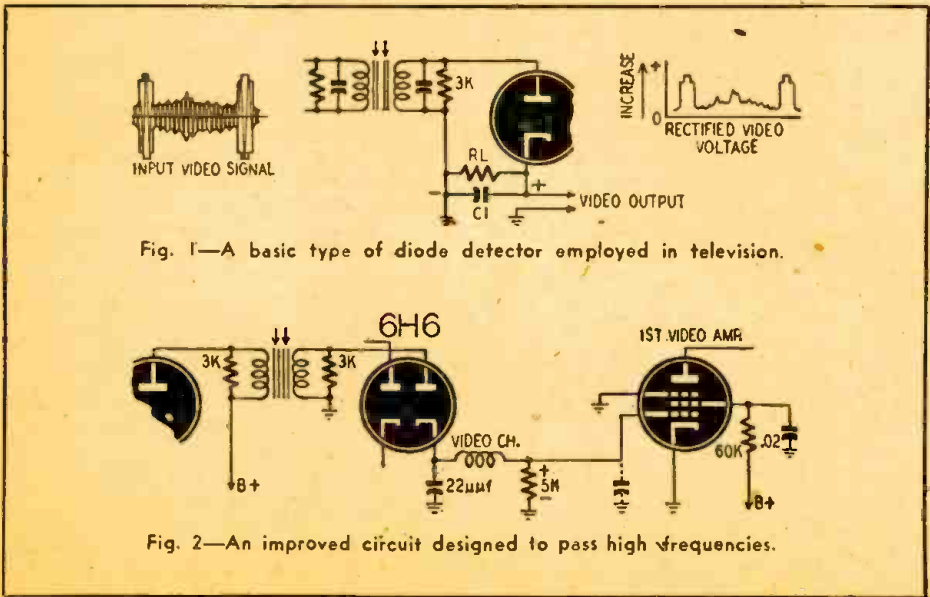 INCREASE
+
0
3K
INPUT VIDEO SIGNAL
RECTIFIED VIDEO
VOLTAGE
RL
-
+
C1
VIDEO OUTPUT
Fig. 1—A basic type of diode detector employed in television.
6H6
1ST. VIDEO AMP.
3K
3K
VIDEO CH.
60K
.02
22μμf
+
5K
-
B+
B+
Fig. 2—An improved circuit designed to pass high frequencies.